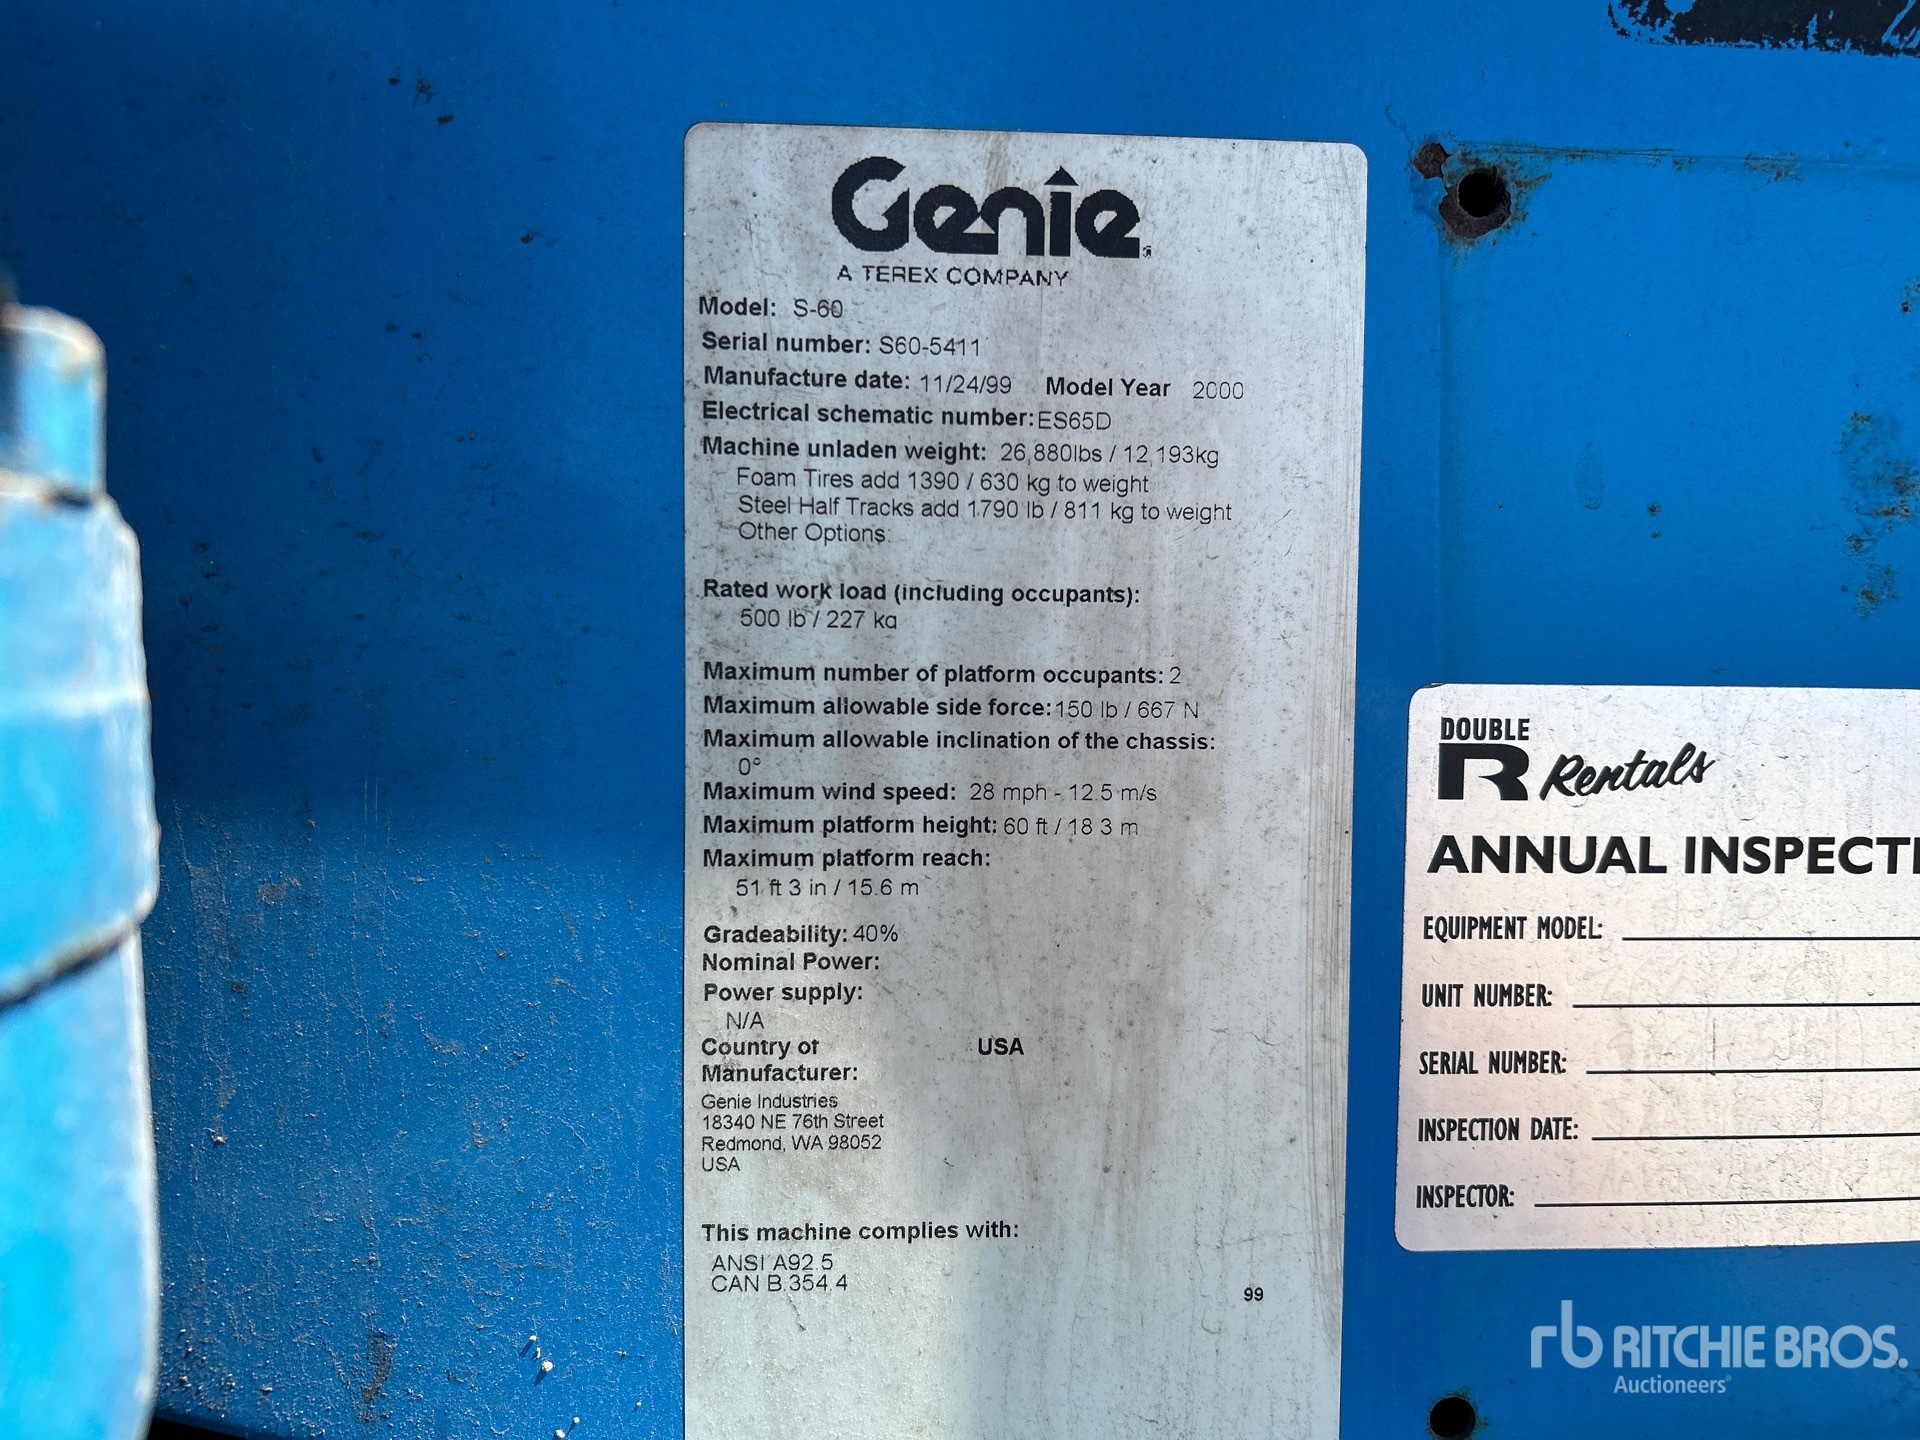 Genie
A TEREX COMPANY
Model: S-60
Serial number: S60-5411
Manufacture date: 11/24/99 Model Year 2000
Electrical schematic number: ES65D
Machine unladen weight: 26,880lbs / 12,193kg
Foam Tires add 1390 / 630 kg to weight
Steel Half Tracks add 1790 lb / 811 kg to weight
Other Options:
Rated work load (including occupants):
500 lb / 227 kg
Maximum number of platform occupants: 2
Maximum allowable side force: 150 lb / 667 N
Maximum allowable inclination of the chassis:
0°
Maximum wind speed: 28 mph - 12.5 m/s
Maximum platform height: 60 ft / 18.3 m
Maximum platform reach:
51 ft 3 in / 15.6 m
Gradeability: 40%
Nominal Power:
Power supply:
N/A
Country of USA
Manufacturer:
Genie Industries
18340 NE 76th Street
Redmond, WA 98052
USA
This machine complies with:
ANSI A92.5
CAN B.354.4
99
DOUBLE
R Rentals
ANNUAL INSPECTI
EQUIPMENT MODEL:
UNIT NUMBER:
SERIAL NUMBER:
INSPECTION DATE:
INSPECTOR:
rb RITCHIE BROS.
Auctioneers